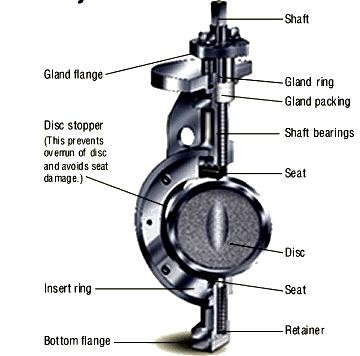 Shaft
Gland flange
Gland ring
Gland packing
Disc stopper
(This prevents
overrun of disc
and avoids seat
damage.)
Shaft bearings
Seat
Disc
Insert ring
Seat
Retainer
Bottom flange